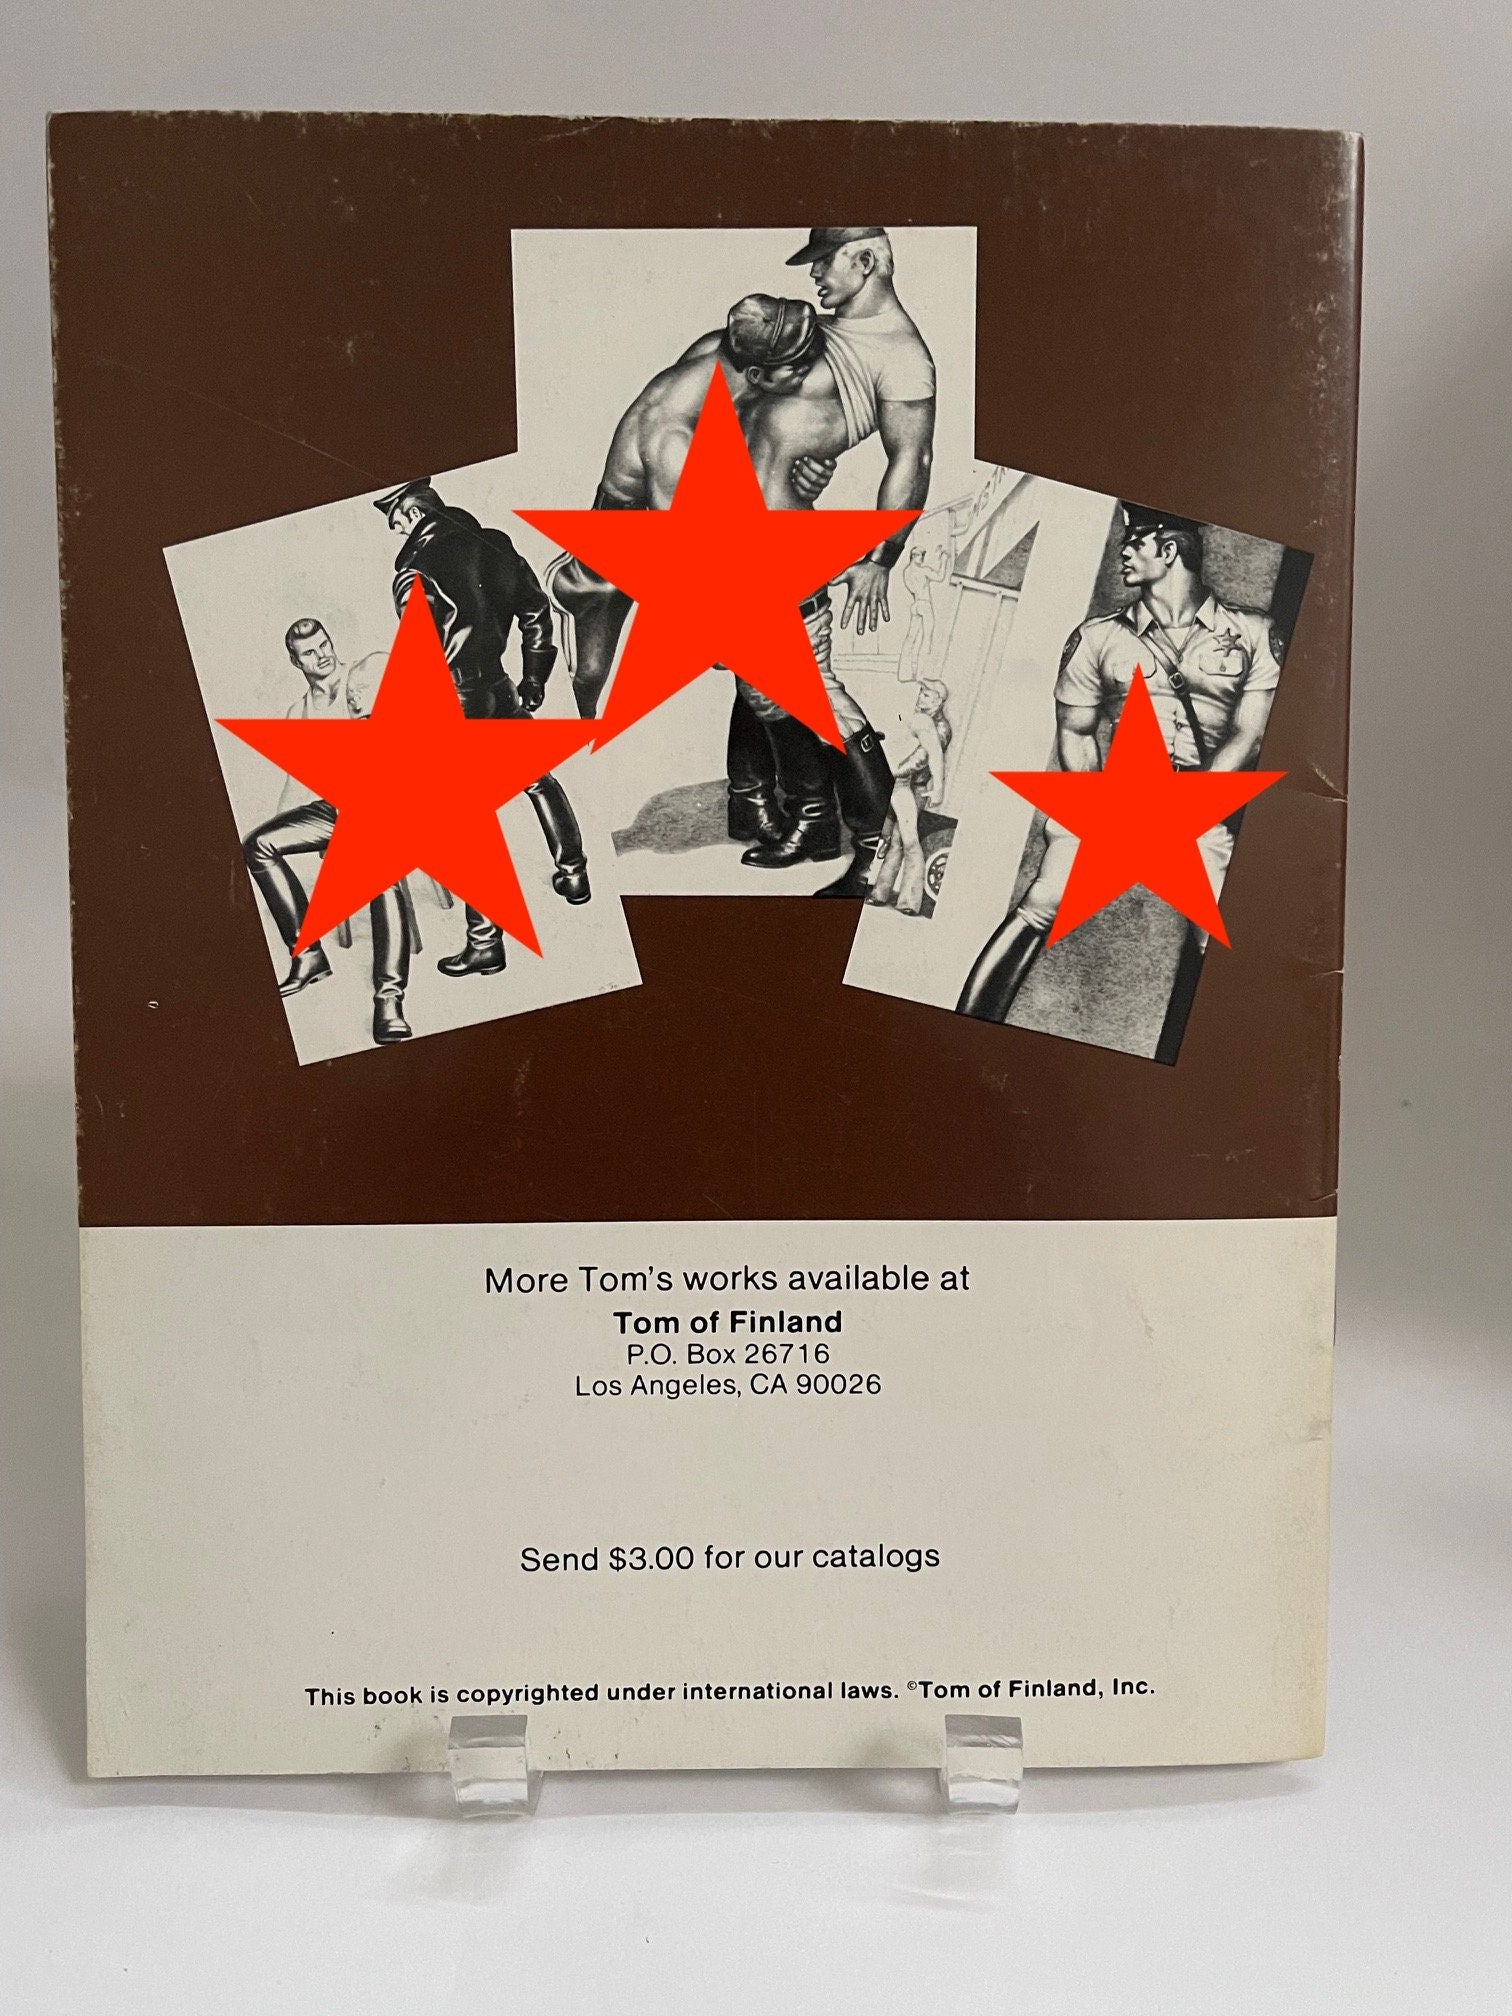 More Tom's works available at
Tom of Finland
P.O. Box 26716
Los Angeles, CA 90026
Send $3.00 for our catalogs
This book is copyrighted under international laws. ©Tom of Finland, Inc.